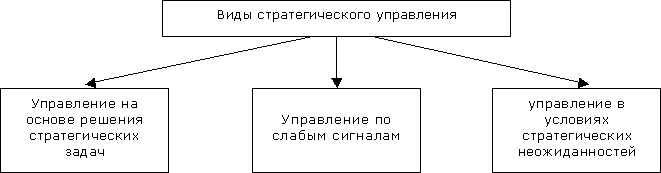 Виды стратегического управления
Управление на
основе решения
стратегических
задач
Управление по
слабым сигналам
управление в
условиях
стратегических
неожиданностей